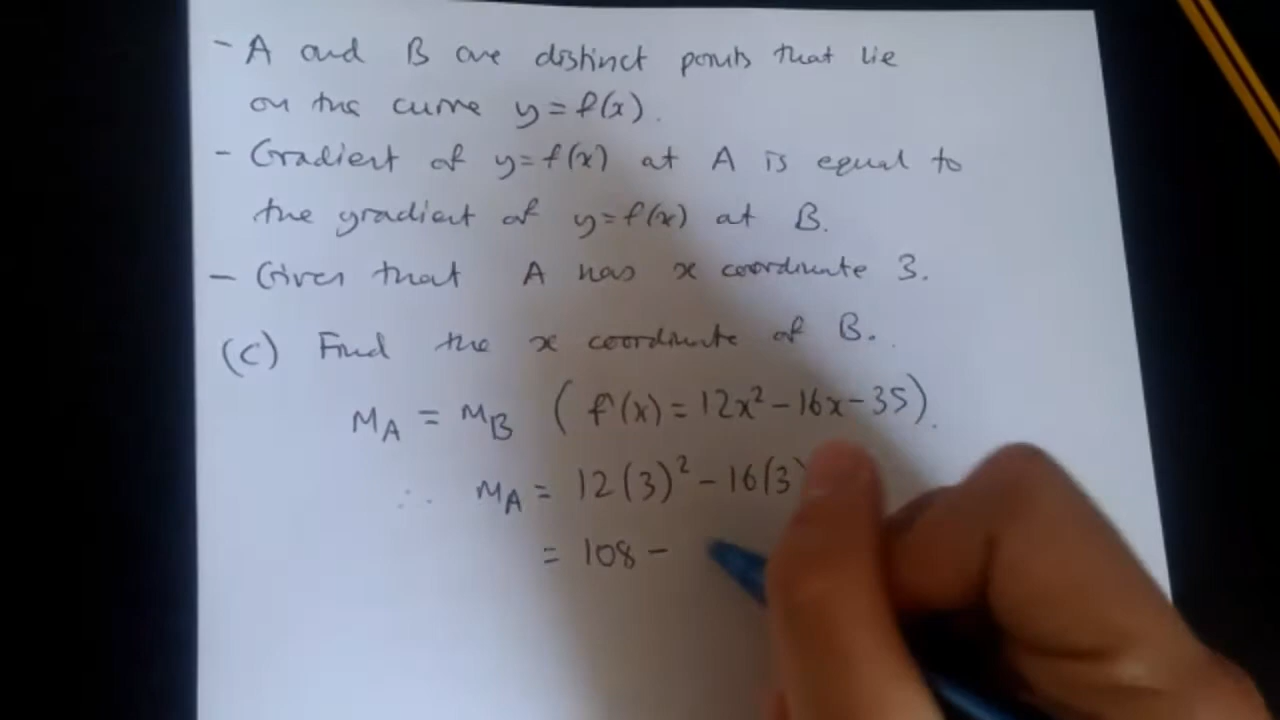 - A and B are distinct points that lie
on the curve y=f(x).
- Gradient of y=f(x) at A is equal to
the gradient of y=f(x) at B.
- Given that A has x coordinate 3.
(c) Find the x coordinate of B.
M_A = M_B (f'(x) = 12x² - 16x - 35).
∴ M_A = 12(3)² - 16(3)
= 108 -